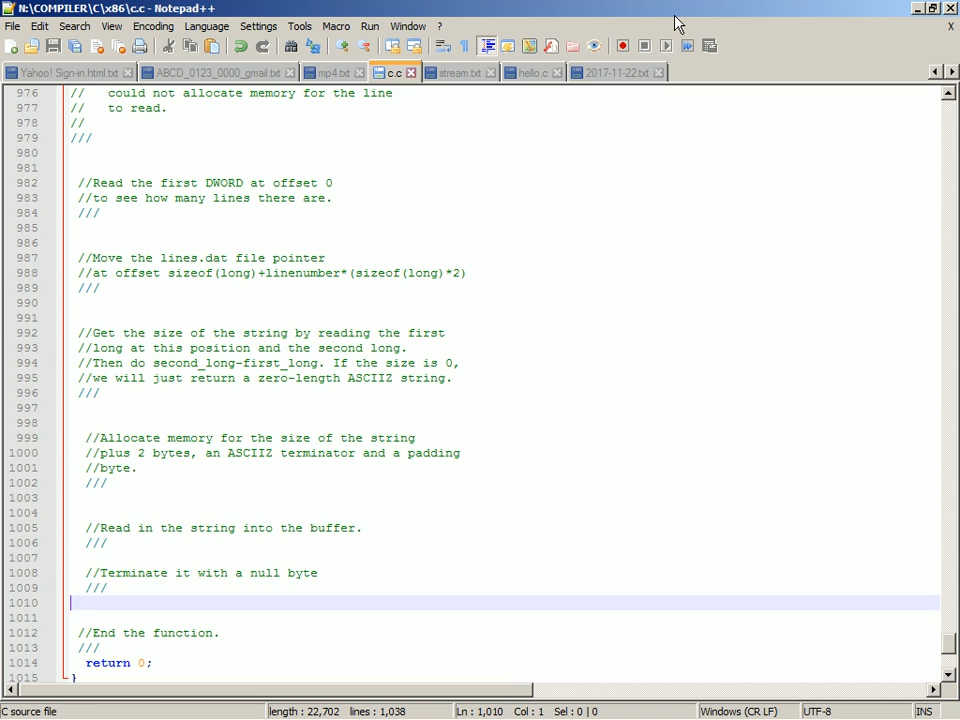 N:\COMPILER\C\x86\c.c - Notepad++
File Edit Search View Encoding Language Settings Tools Macro Run Window ? X
Yahoo! Sign-in.html.txt ABCD_0123_0000_gmail.txt mp4.txt c.c stream.txt hello.c 2017-11-22.txt
976 // could not allocate memory for the line
977 // to read.
978 //
979 ///
980
981
982 //Read the first DWORD at offset 0
983 //to see how many lines there are.
984 ///
985
986
987 //Move the lines.dat file pointer
988 //at offset sizeof(long)+linenumber*(sizeof(long)*2)
989 ///
990
991
992 //Get the size of the string by reading the first
993 //long at this position and the second long.
994 //Then do second_long-first_long. If the size is 0,
995 //we will just return a zero-length ASCIIZ string.
996 ///
997
998
999 //Allocate memory for the size of the string
1000 //plus 2 bytes, an ASCIIZ terminator and a padding
1001 //byte.
1002 ///
1003
1004
1005 //Read in the string into the buffer.
1006 ///
1007
1008 //Terminate it with a null byte
1009 ///
1010
1011
1012 //End the function.
1013 ///
1014 return 0;
1015 }
C source file length : 22,702 lines : 1,038 Ln : 1,010 Col : 1 Sel : 0 | 0 Windows (CR LF) UTF-8 INS